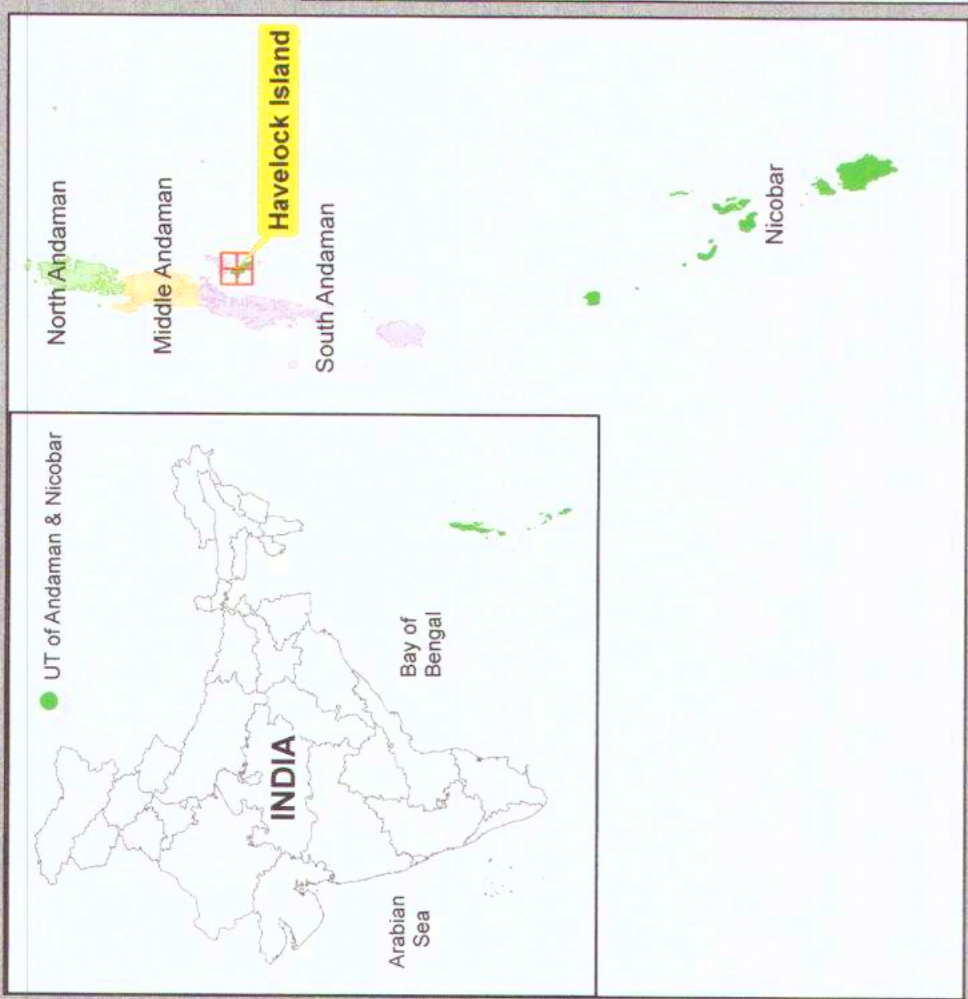 UT of Andaman & Nicobar
INDIA
Arabian
Sea
Bay of
Bengal
North Andaman
Middle Andaman
Havelock Island
South Andaman
Nicobar